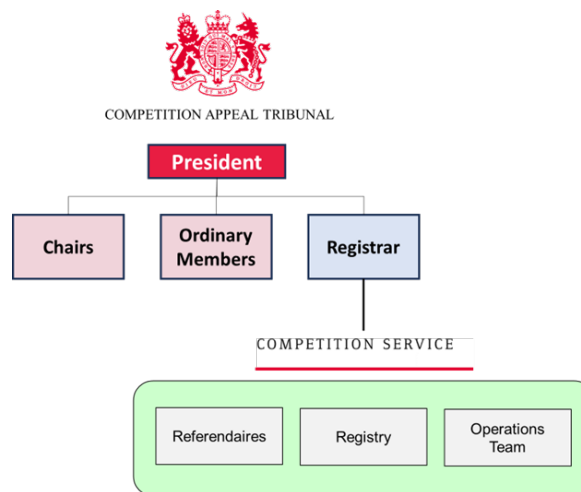 COMPETITION APPEAL TRIBUNAL
President
Chairs
Ordinary
Members
Registrar
COMPETITION SERVICE
Referendaires
Registry
Operations
Team